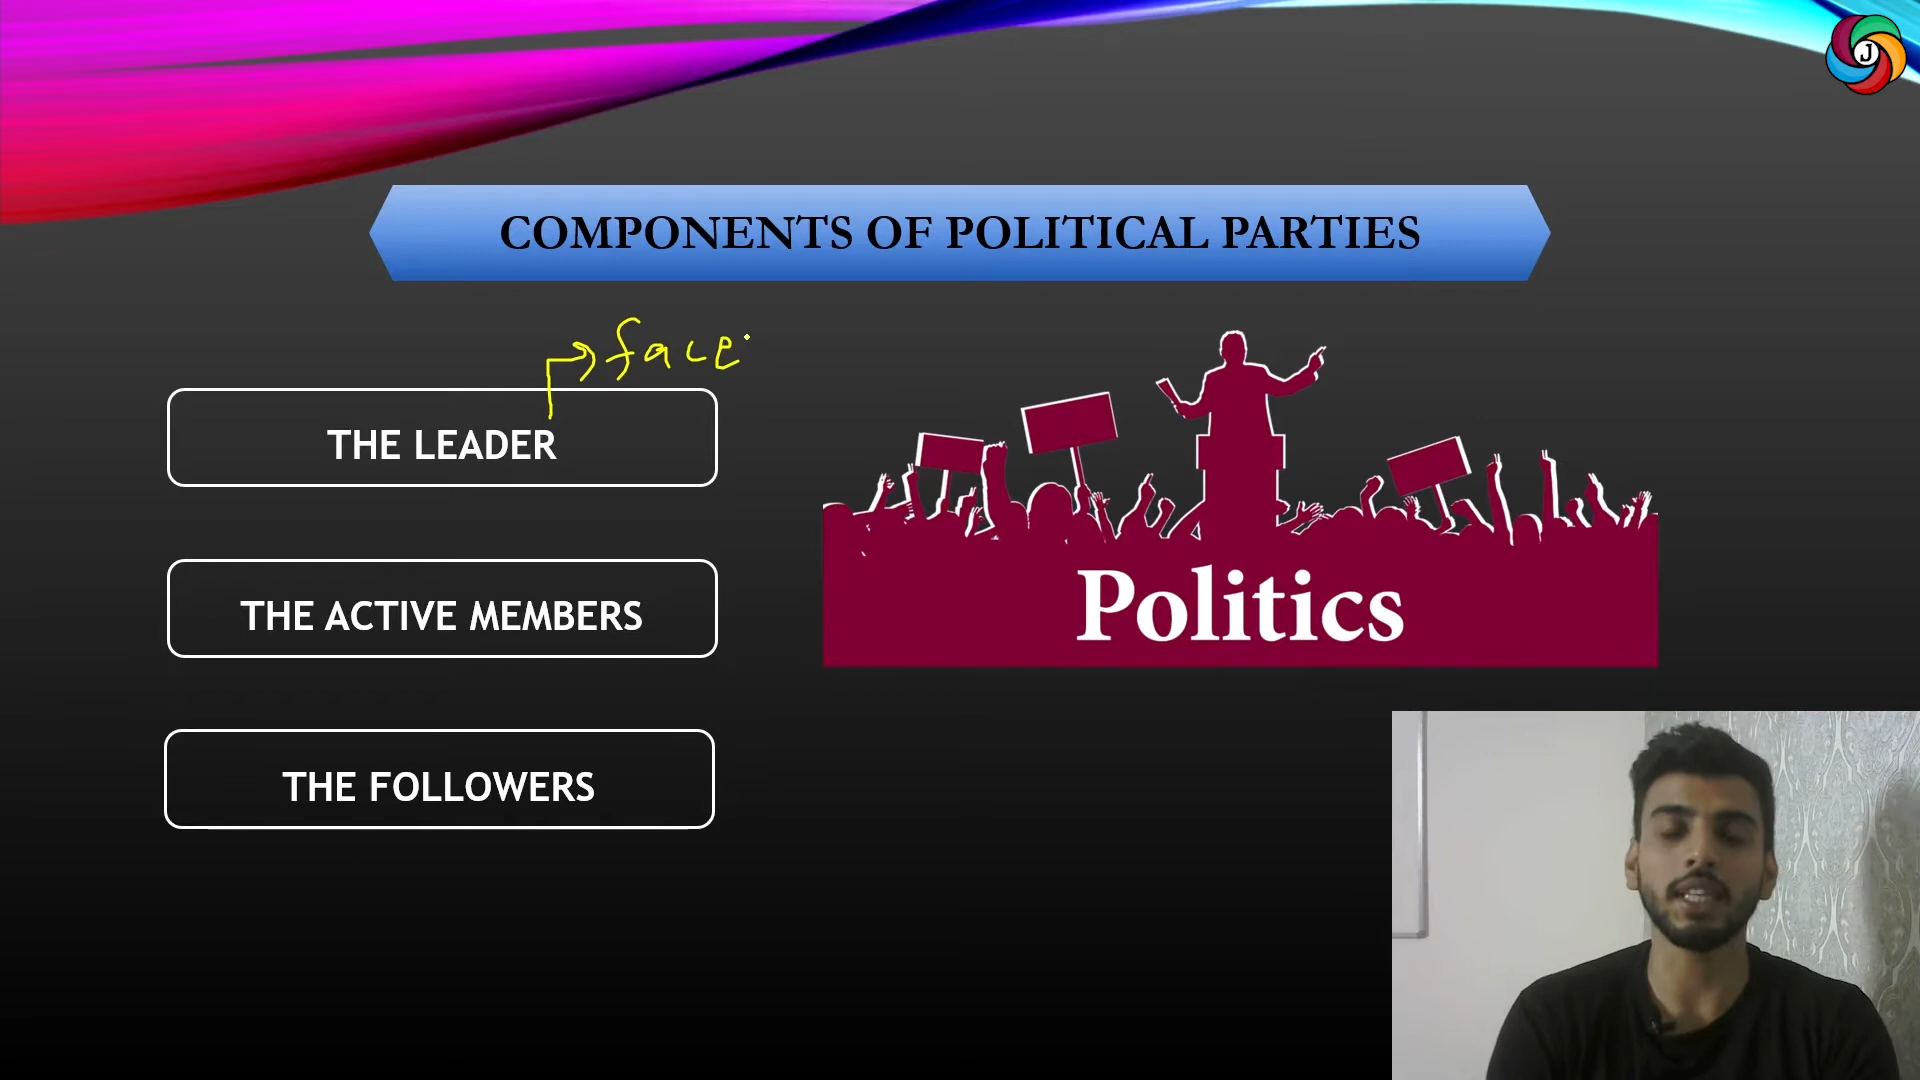 J
COMPONENTS OF POLITICAL PARTIES
face
THE LEADER
THE ACTIVE MEMBERS
THE FOLLOWERS
Politics